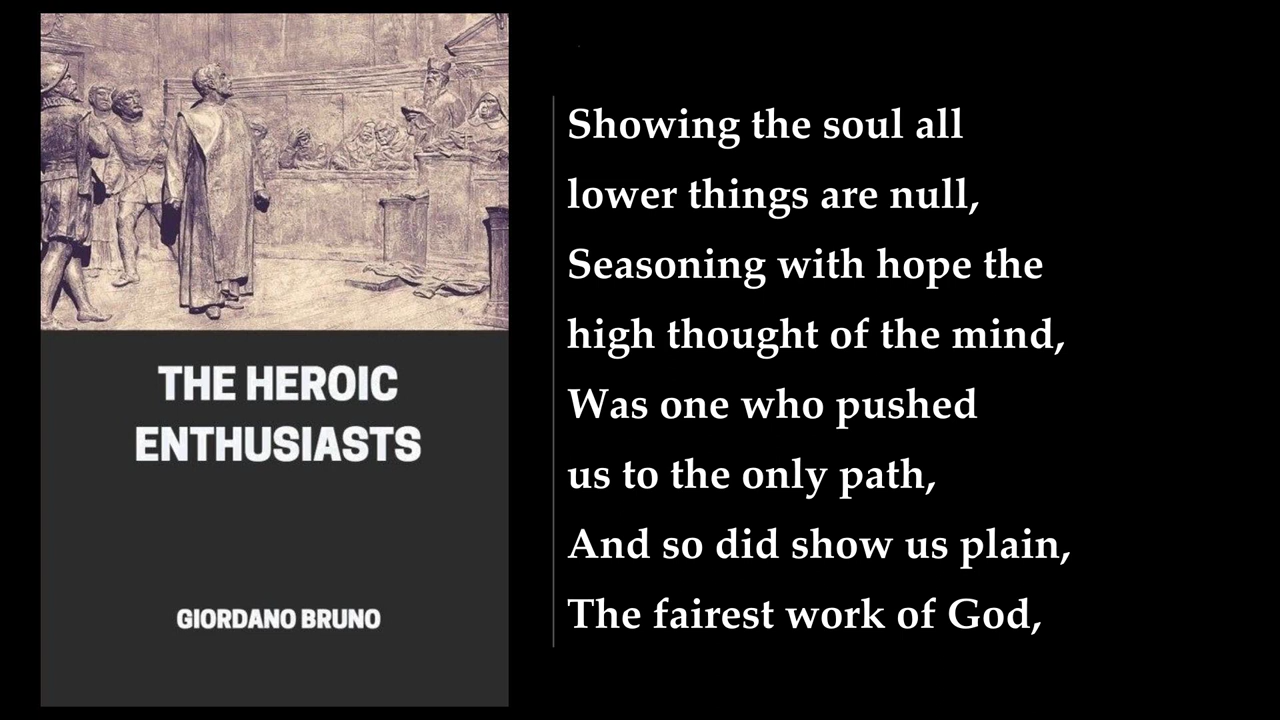 THE HEROIC
ENTHUSIASTS
GIORDANO BRUNO
Showing the soul all
lower things are null,
Seasoning with hope the
high thought of the mind,
Was one who pushed
us to the only path,
And so did show us plain,
The fairest work of God,